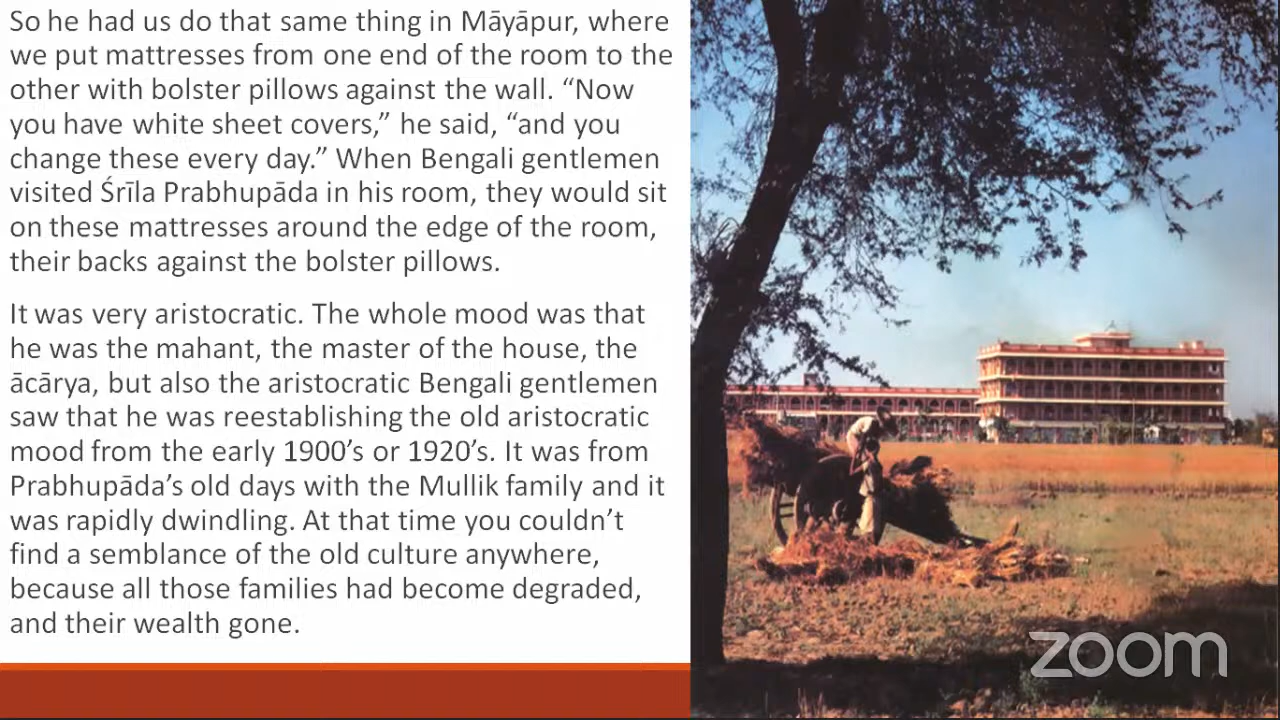 So he had us do that same thing in Māyāpur, where
we put mattresses from one end of the room to the
other with bolster pillows against the wall. “Now
you have white sheet covers,” he said, “and you
change these every day.” When Bengali gentlemen
visited Śrīla Prabhupāda in his room, they would sit
on these mattresses around the edge of the room,
their backs against the bolster pillows.
It was very aristocratic. The whole mood was that
he was the mahant, the master of the house, the
ācārya, but also the aristocratic Bengali gentlemen
saw that he was reestablishing the old aristocratic
mood from the early 1900’s or 1920’s. It was from
Prabhupāda’s old days with the Mullik family and it
was rapidly dwindling. At that time you couldn’t
find a semblance of the old culture anywhere,
because all those families had become degraded,
and their wealth gone.
zoom